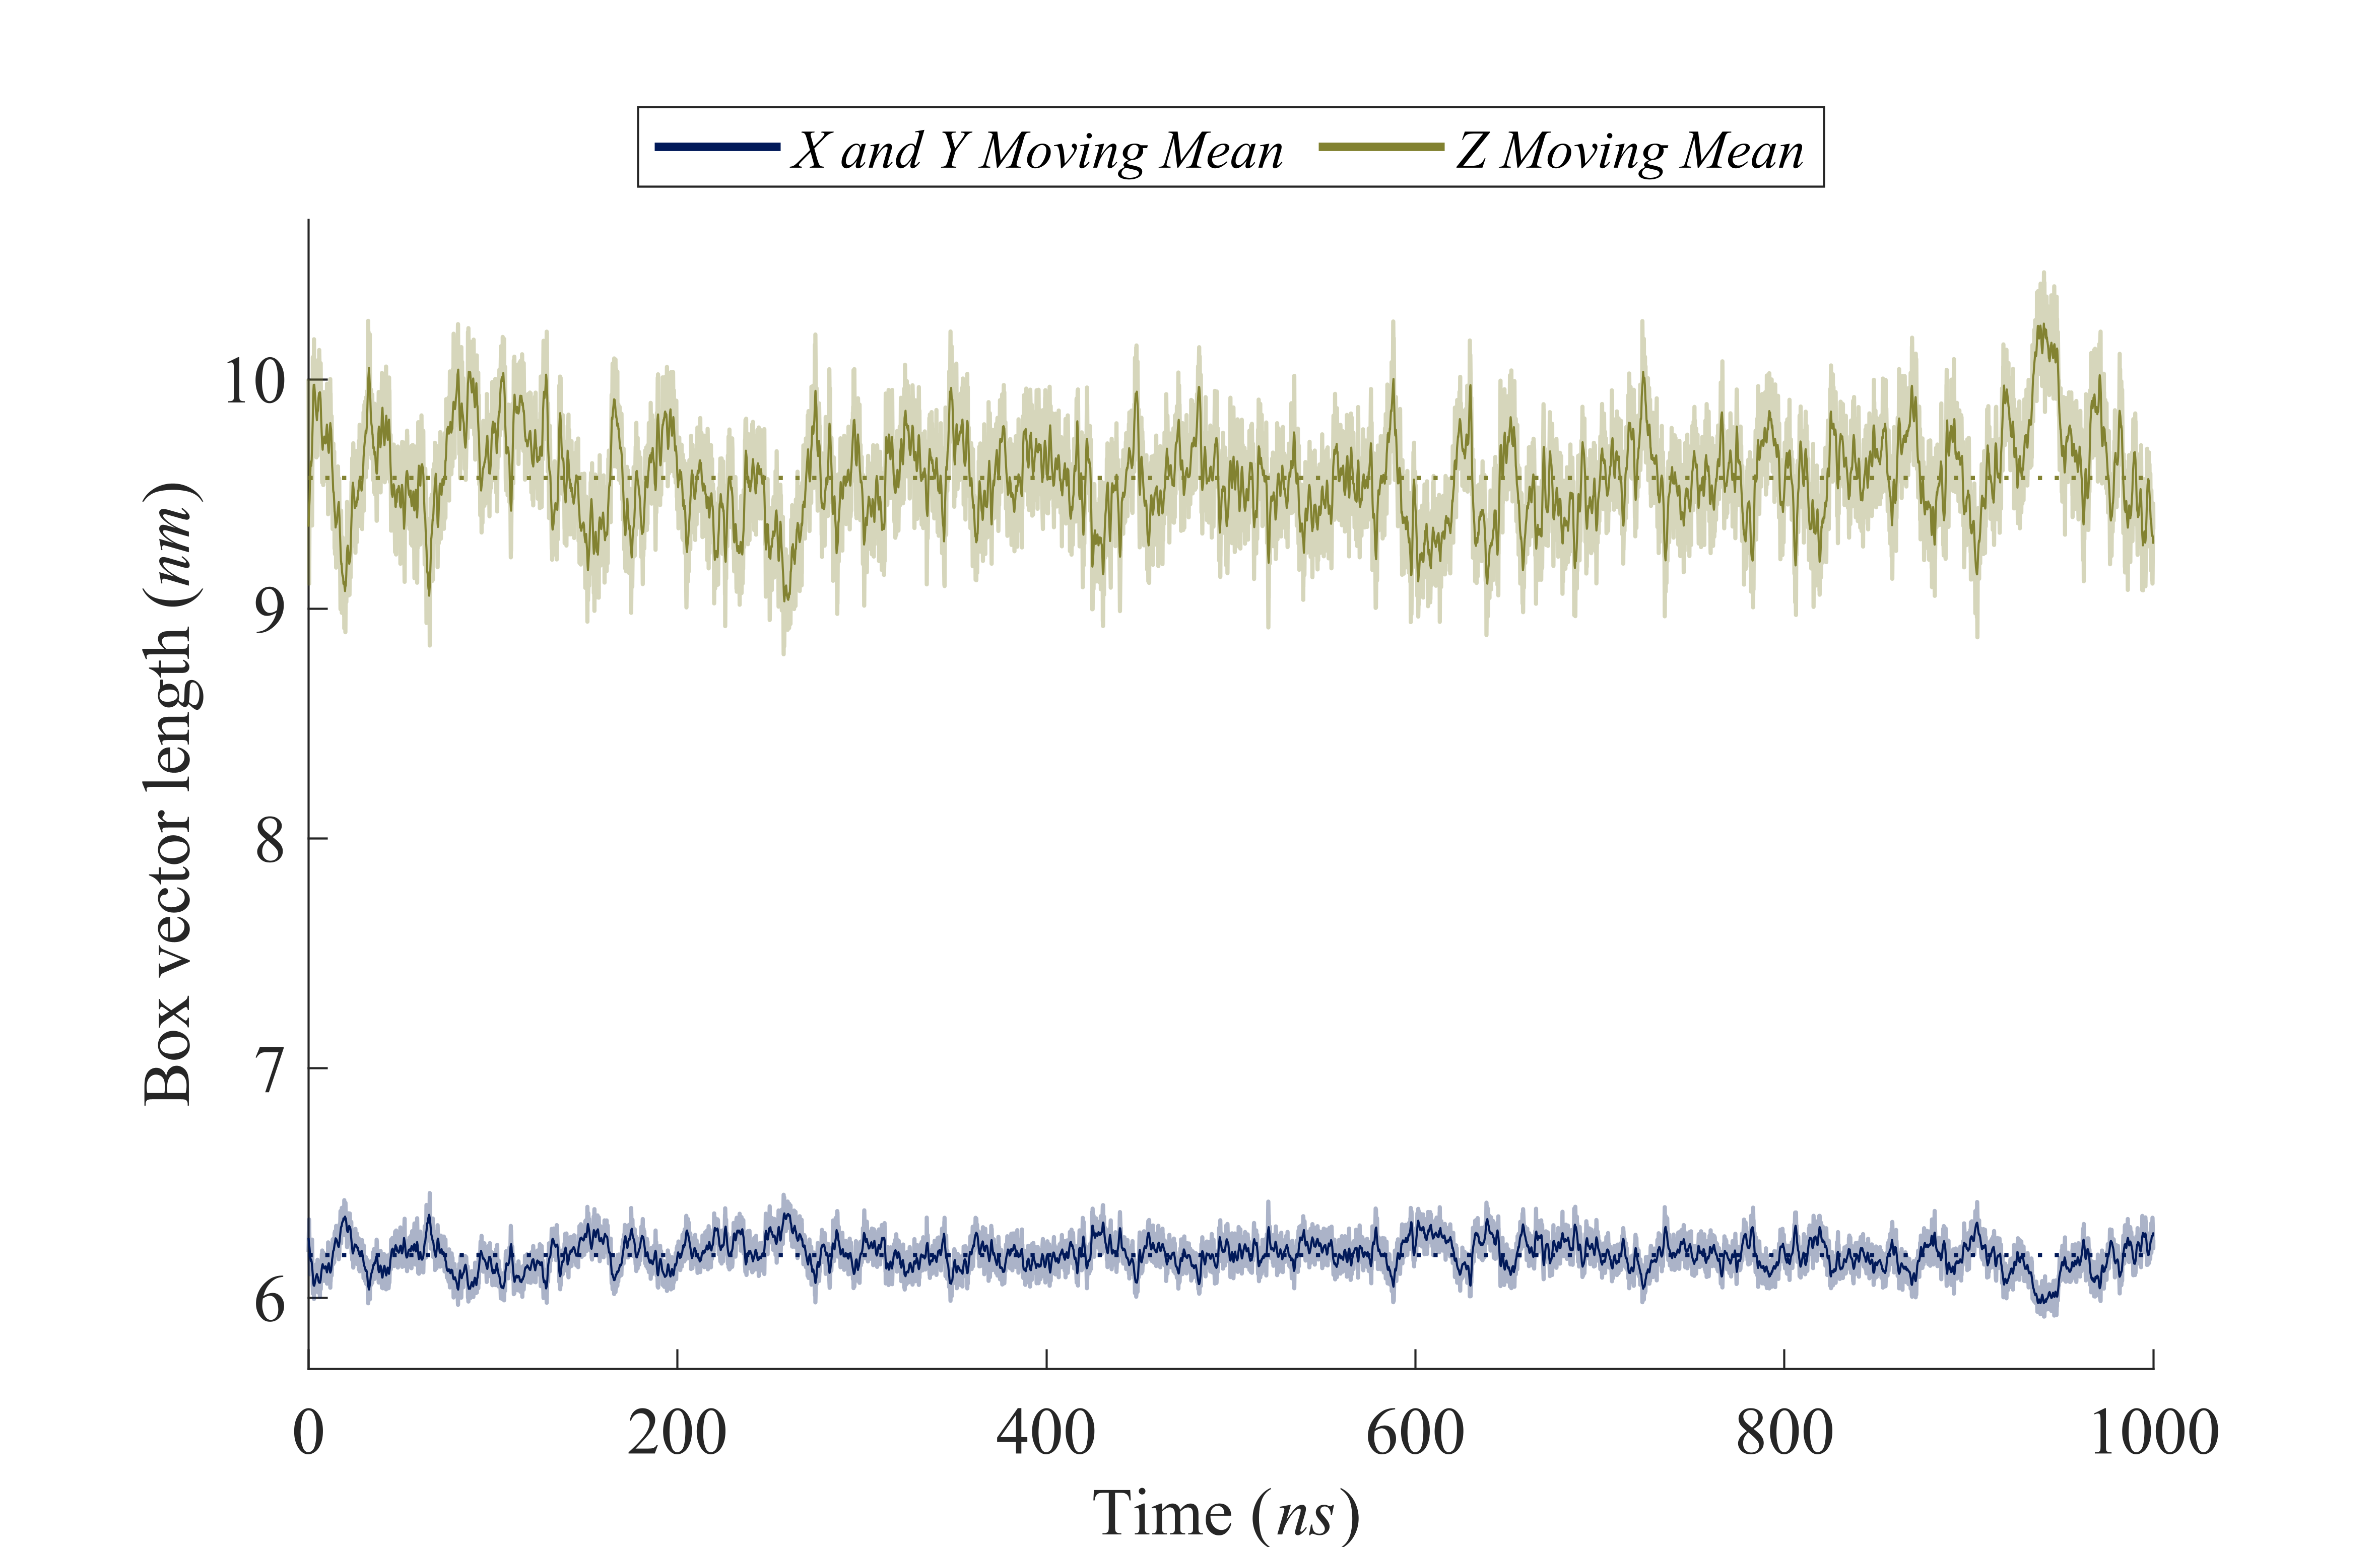 X and Y Moving Mean Z Moving Mean
10
9
8
7
6
Box vector length (nm)
0 200 400 600 800 1000
Time (ns)